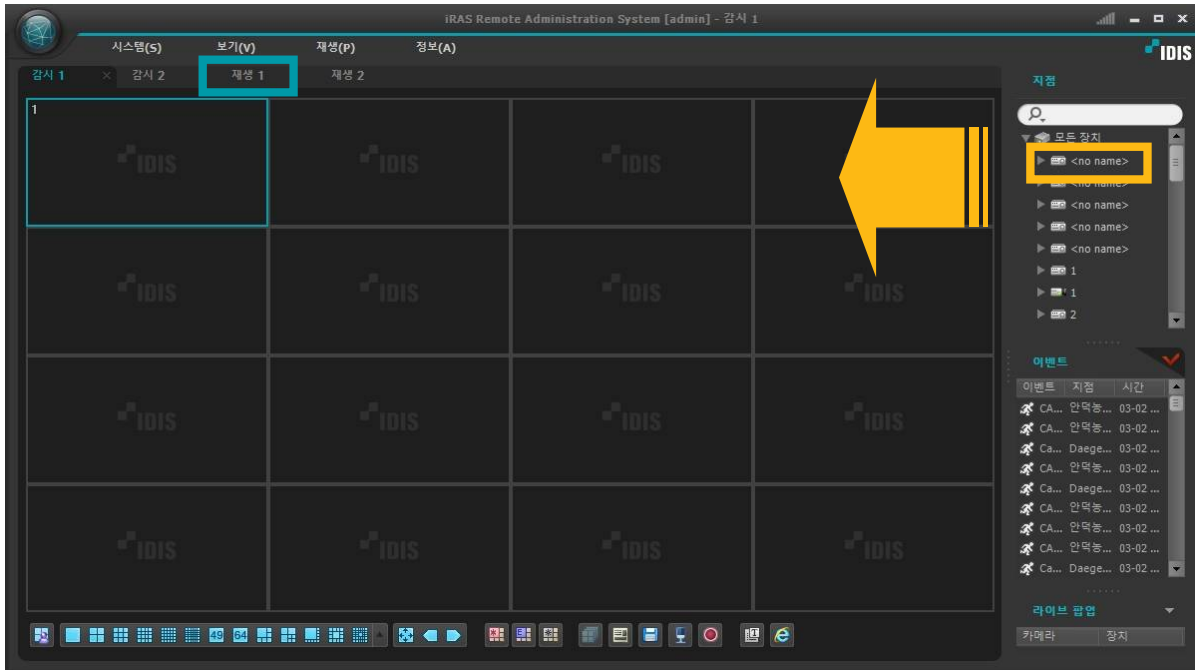 iRAS Remote Administration System [admin] - 감시 1
시스템(S) 보기(V) 재생(P) 정보(A)
IDIS
감시 1 × 감시 2 재생 1 재생 2
1
IDIS IDIS IDIS
IDIS IDIS IDIS IDIS
IDIS IDIS IDIS IDIS
IDIS IDIS IDIS IDIS
49 64
지점
모든 장치
<no name>
<no name>
<no name>
<no name>
<no name>
1
1
2
이벤트
이벤트 지점 시간
CA... 안덕농... 03-02 ...
CA... 안덕농... 03-02 ...
Ca... Daege... 03-02 ...
CA... 안덕농... 03-02 ...
Ca... Daege... 03-02 ...
CA... 안덕농... 03-02 ...
CA... 안덕농... 03-02 ...
CA... 안덕농... 03-02 ...
Ca... Daege... 03-02 ...
라이브 팝업
카메라 장치